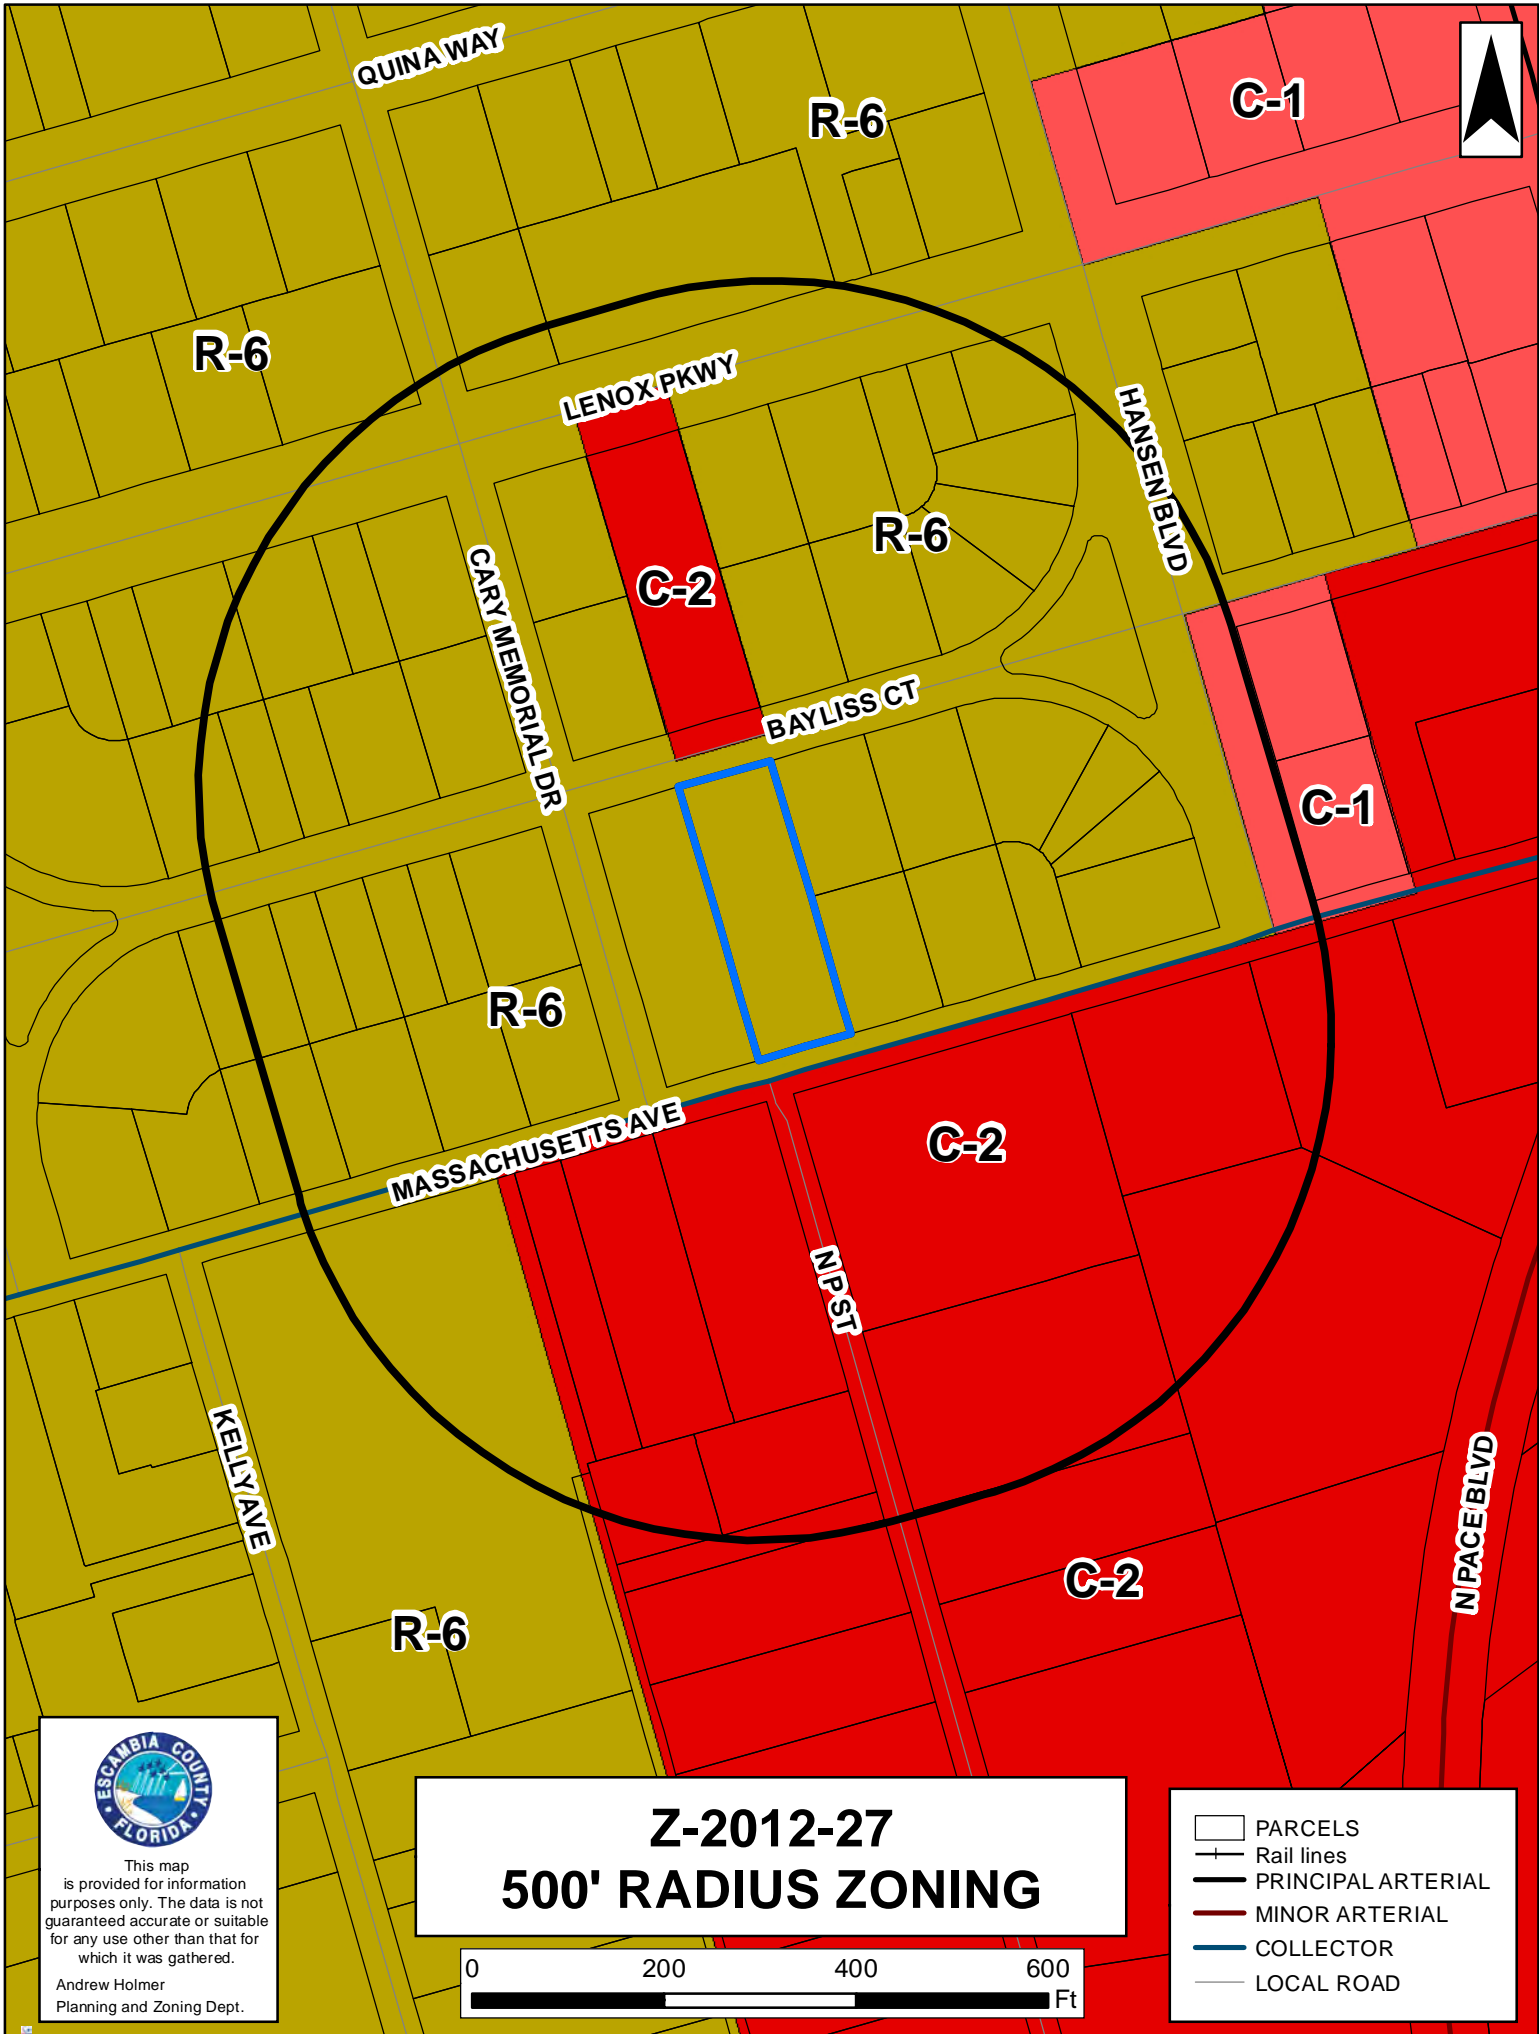 QUINA WAY
R-6
C-1
R-6
LENOX PKWY
HANSEN BLVD
R-6
C-2
CARY MEMORIAL DR
BAYLISS CT
C-1
R-6
MASSACHUSETTS AVE
C-2
N P ST
KELLY AVE
N PACE BLVD
C-2
R-6
ESCAMBIA COUNTY
FLORIDA
This map
is provided for information
purposes only. The data is not
guaranteed accurate or suitable
for any use other than that for
which it was gathered.
Andrew Holmer
Planning and Zoning Dept.
Z-2012-27
500' RADIUS ZONING
0 200 400 600
Ft
PARCELS
Rail lines
PRINCIPAL ARTERIAL
MINOR ARTERIAL
COLLECTOR
LOCAL ROAD